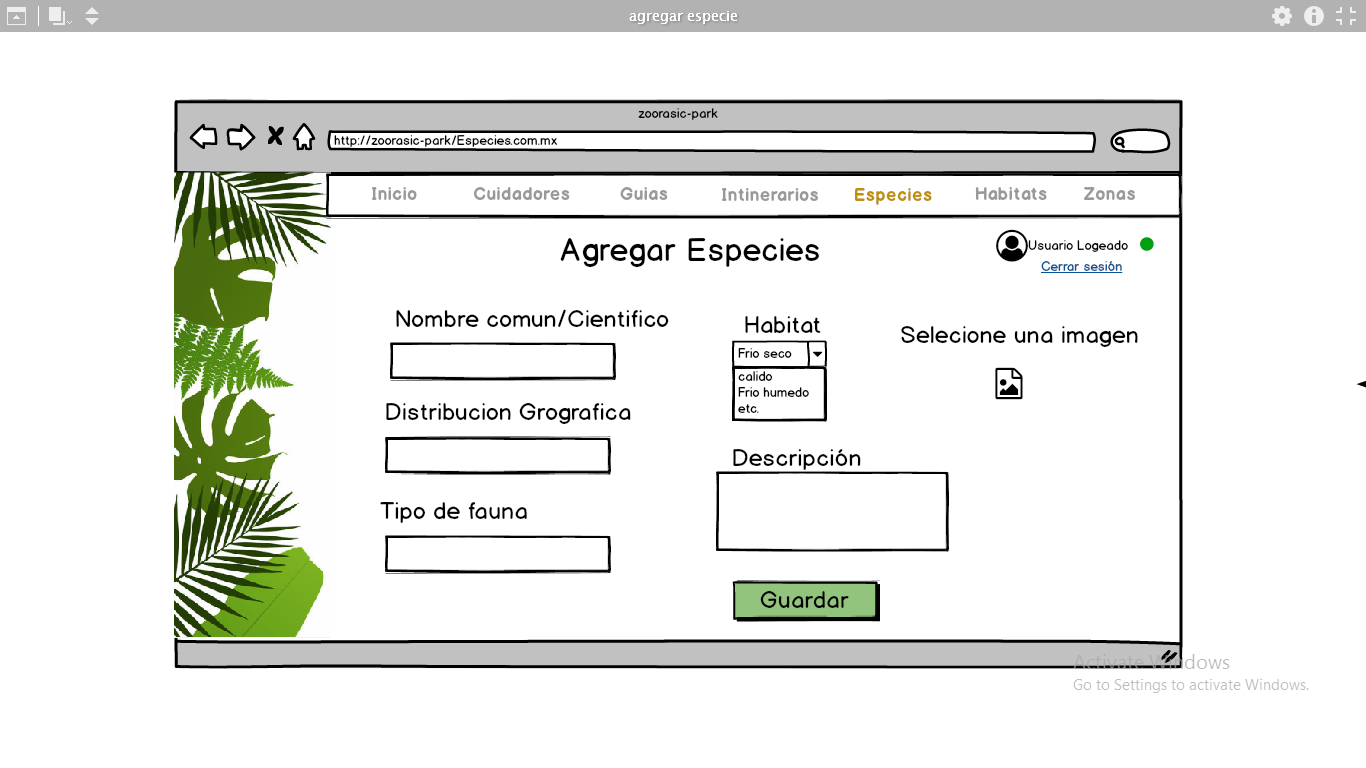 agregar especie
zoorasic-park
http://zoorasic-park/Especies.com.mx
Inicio Cuidadores Guias Intinerarios Especies Habitats Zonas
Agregar Especies
Usuario Logeado
Cerrar sesión
Nombre comun/Cientifico
Distribucion Grografica
Tipo de fauna
Habitat
Frio seco
calido
Frio humedo
etc.
Descripción
Guardar
Selecione una imagen
Activate Windows
Go to Settings to activate Windows.